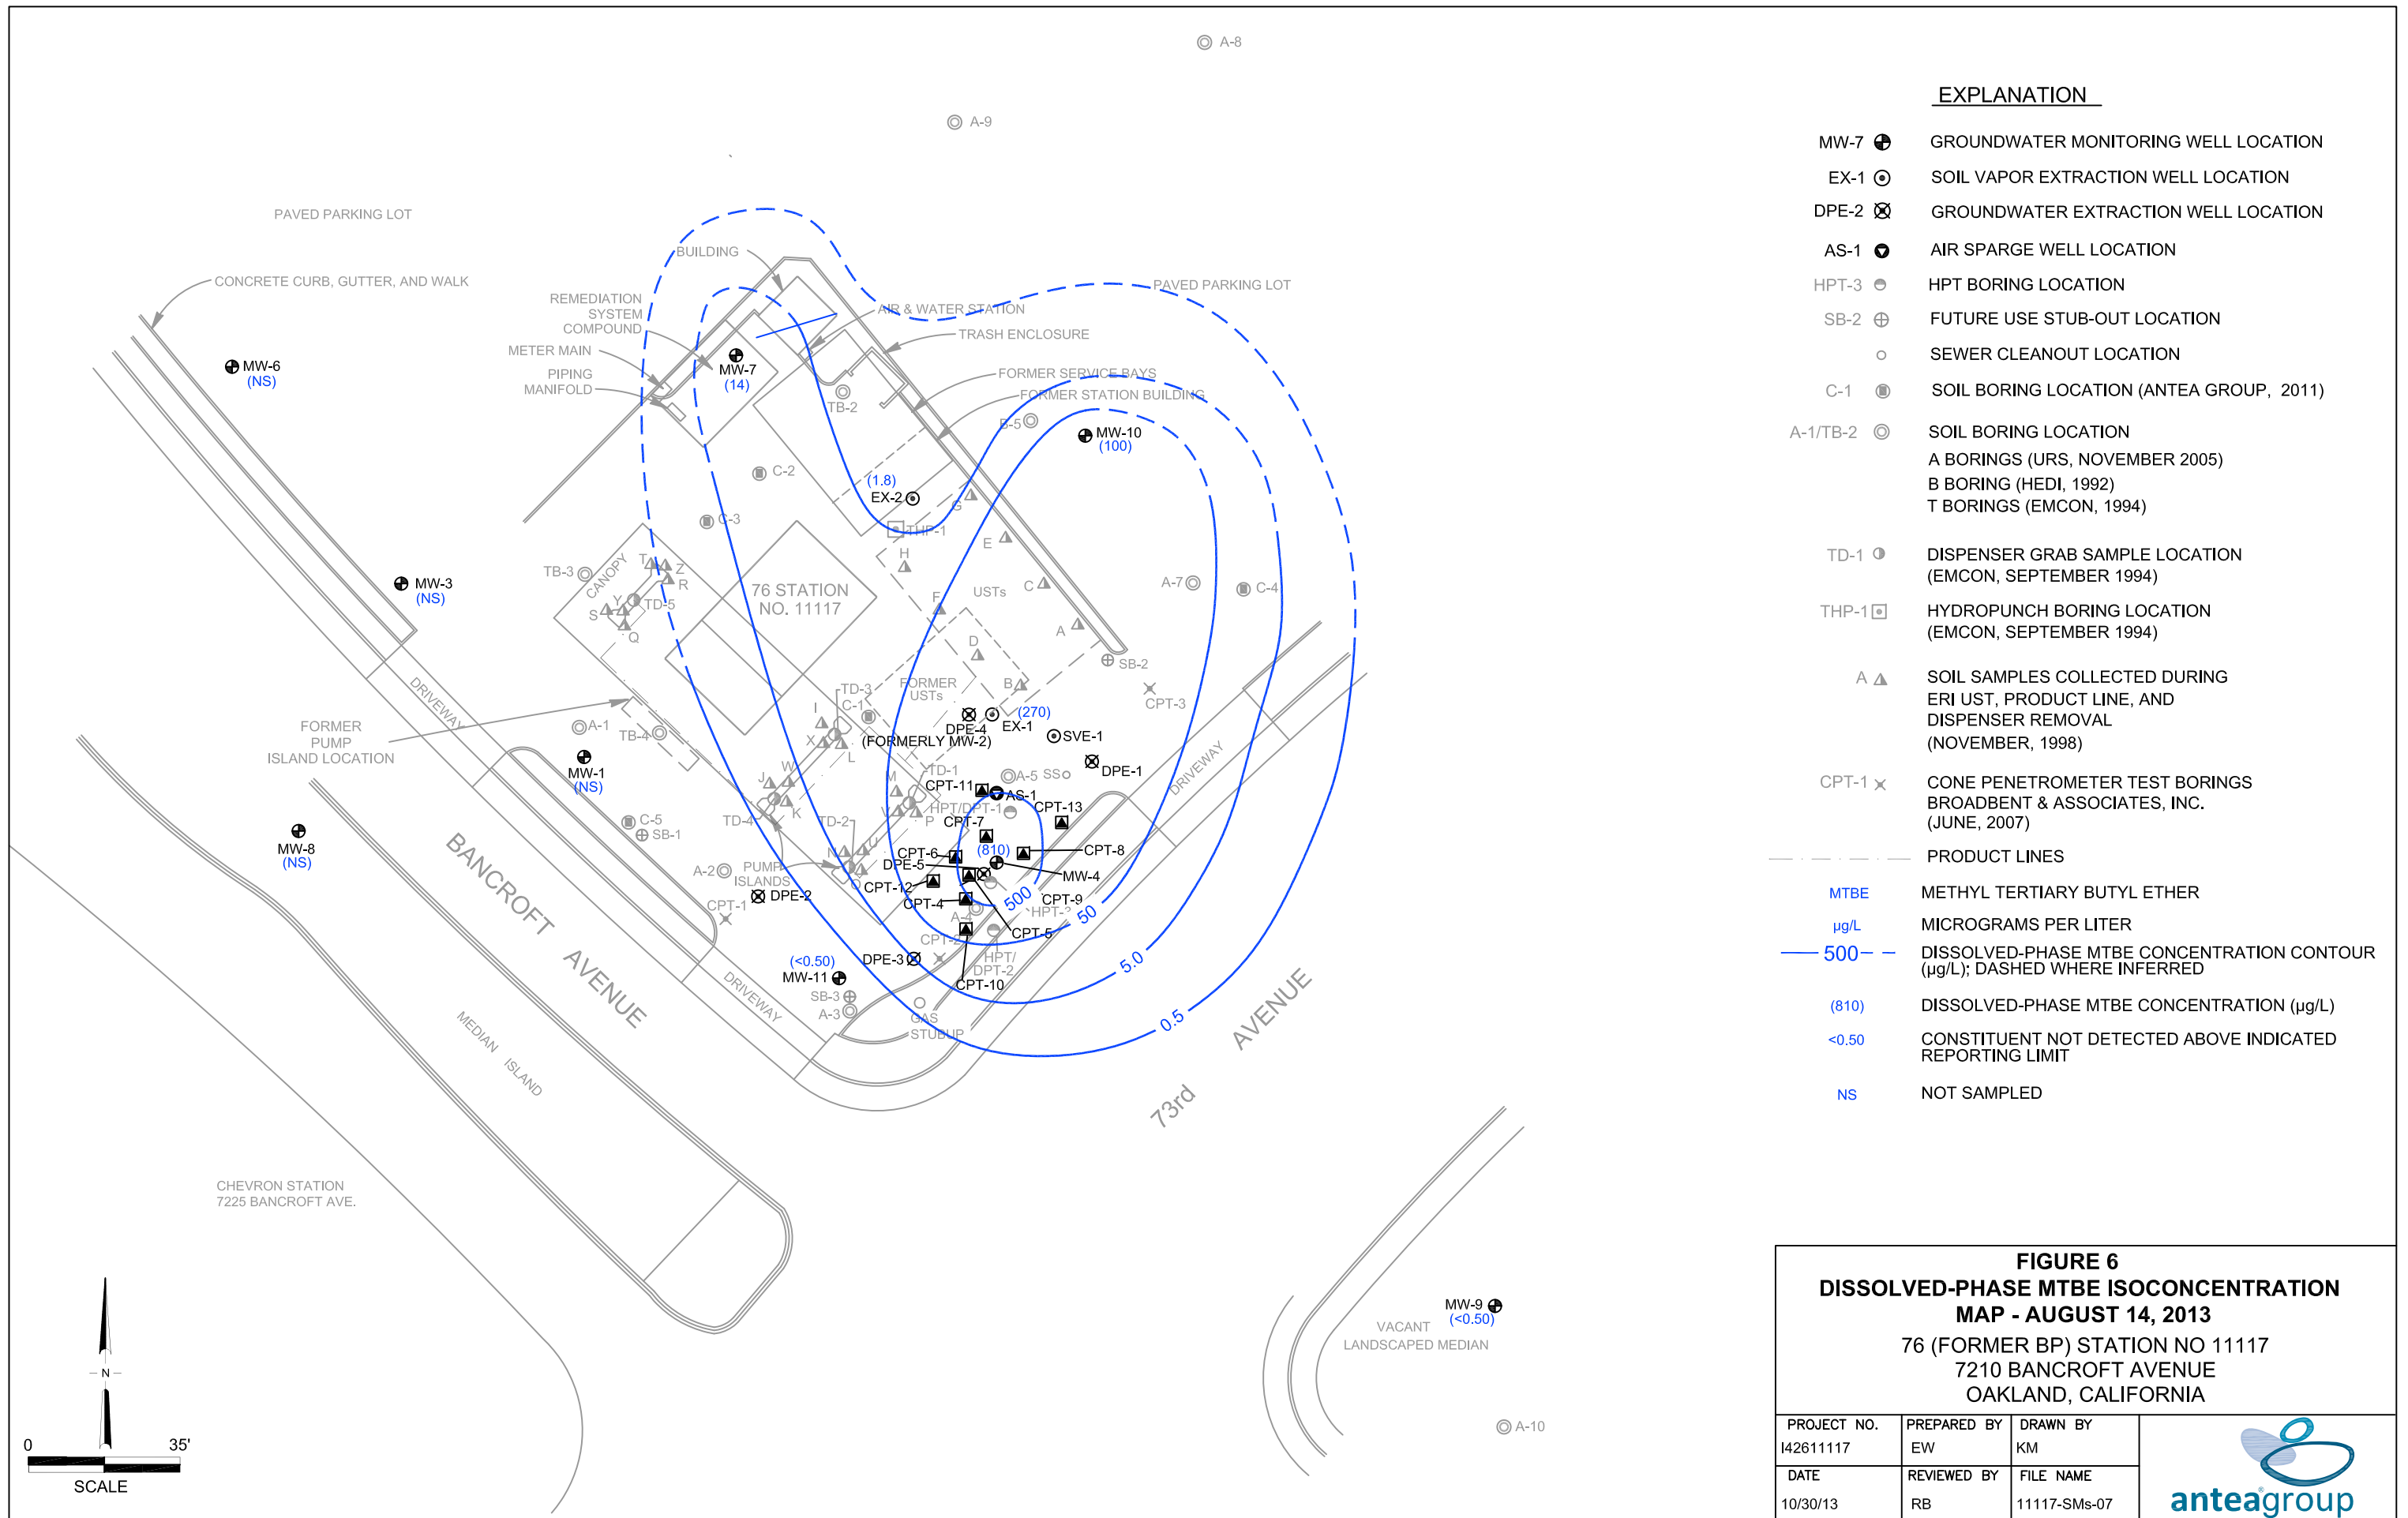 A-8
A-9
PAVED PARKING LOT
CONCRETE CURB, GUTTER, AND WALK
BUILDING
REMEDIATION
SYSTEM
COMPOUND
METER MAIN
PIPING
MANIFOLD
AIR & WATER STATION
PAVED PARKING LOT
TRASH ENCLOSURE
FORMER SERVICE BAYS
FORMER STATION BUILDING
MW-6
(NS)
MW-7
(14)
TB-2
B-5
MW-10
(100)
C-2
(1.8)
EX-2
G
C-3
THP-1
E
H
T
Z
R
TB-3
CANOPY
Y
TD-5
S
Q
76 STATION
NO. 11117
USTs
C
F
A-7
C-4
MW-3
(NS)
A
D
SB-2
B
FORMER
USTs
CPT-3
DRIVEWAY
FORMER
PUMP
ISLAND LOCATION
A-1
TB-4
TD-3
C-1
I
X
L
DPE-4
(FORMERLY MW-2)
EX-1
(270)
SVE-1
DPE-1
DRIVEWAY
MW-1
(NS)
W
J
K
TD-4
M
TD-1
V
P
CPT-11
A-5
SS
AS-1
HPT/DPT-1
CPT-13
CPT-7
C-5
SB-1
MW-8
(NS)
TD-2
U
N
O
CPT-6
(810)
CPT-8
DPE-5
MW-4
A-2
PUMP
ISLANDS
DPE-2
CPT-1
CPT-12
CPT-4
500
CPT-9
A-4
HPT-3
50
CPT-5
CPT-2
BANCROFT AVENUE
(<0.50)
MW-11
DPE-3
HPT/
DPT-2
CPT-10
5.0
SB-3
A-3
GAS
STUBUP
0.5
DRIVEWAY
MEDIAN ISLAND
73rd AVENUE
CHEVRON STATION
7225 BANCROFT AVE.
MW-9
(<0.50)
VACANT
LANDSCAPED MEDIAN
A-10
N
0 35'
SCALE
EXPLANATION
MW-7 GROUNDWATER MONITORING WELL LOCATION
EX-1 SOIL VAPOR EXTRACTION WELL LOCATION
DPE-2 GROUNDWATER EXTRACTION WELL LOCATION
AS-1 AIR SPARGE WELL LOCATION
HPT-3 HPT BORING LOCATION
SB-2 FUTURE USE STUB-OUT LOCATION
SEWER CLEANOUT LOCATION
C-1 SOIL BORING LOCATION (ANTEA GROUP, 2011)
A-1/TB-2 SOIL BORING LOCATION
A BORINGS (URS, NOVEMBER 2005)
B BORING (HEDI, 1992)
T BORINGS (EMCON, 1994)
TD-1 DISPENSER GRAB SAMPLE LOCATION
(EMCON, SEPTEMBER 1994)
THP-1 HYDROPUNCH BORING LOCATION
(EMCON, SEPTEMBER 1994)
A SOIL SAMPLES COLLECTED DURING
ERI UST, PRODUCT LINE, AND
DISPENSER REMOVAL
(NOVEMBER, 1998)
CPT-1 CONE PENETROMETER TEST BORINGS
BROADBENT & ASSOCIATES, INC.
(JUNE, 2007)
PRODUCT LINES
MTBE METHYL TERTIARY BUTYL ETHER
µg/L MICROGRAMS PER LITER
500 DISSOLVED-PHASE MTBE CONCENTRATION CONTOUR
(µg/L); DASHED WHERE INFERRED
(810) DISSOLVED-PHASE MTBE CONCENTRATION (µg/L)
<0.50 CONSTITUENT NOT DETECTED ABOVE INDICATED
REPORTING LIMIT
NS NOT SAMPLED
FIGURE 6
DISSOLVED-PHASE MTBE ISOCONCENTRATION
MAP - AUGUST 14, 2013
76 (FORMER BP) STATION NO 11117
7210 BANCROFT AVENUE
OAKLAND, CALIFORNIA
PROJECT NO. PREPARED BY DRAWN BY
I42611117 EW KM
DATE REVIEWED BY FILE NAME
10/30/13 RB 11117-SMs-07
anteagroup